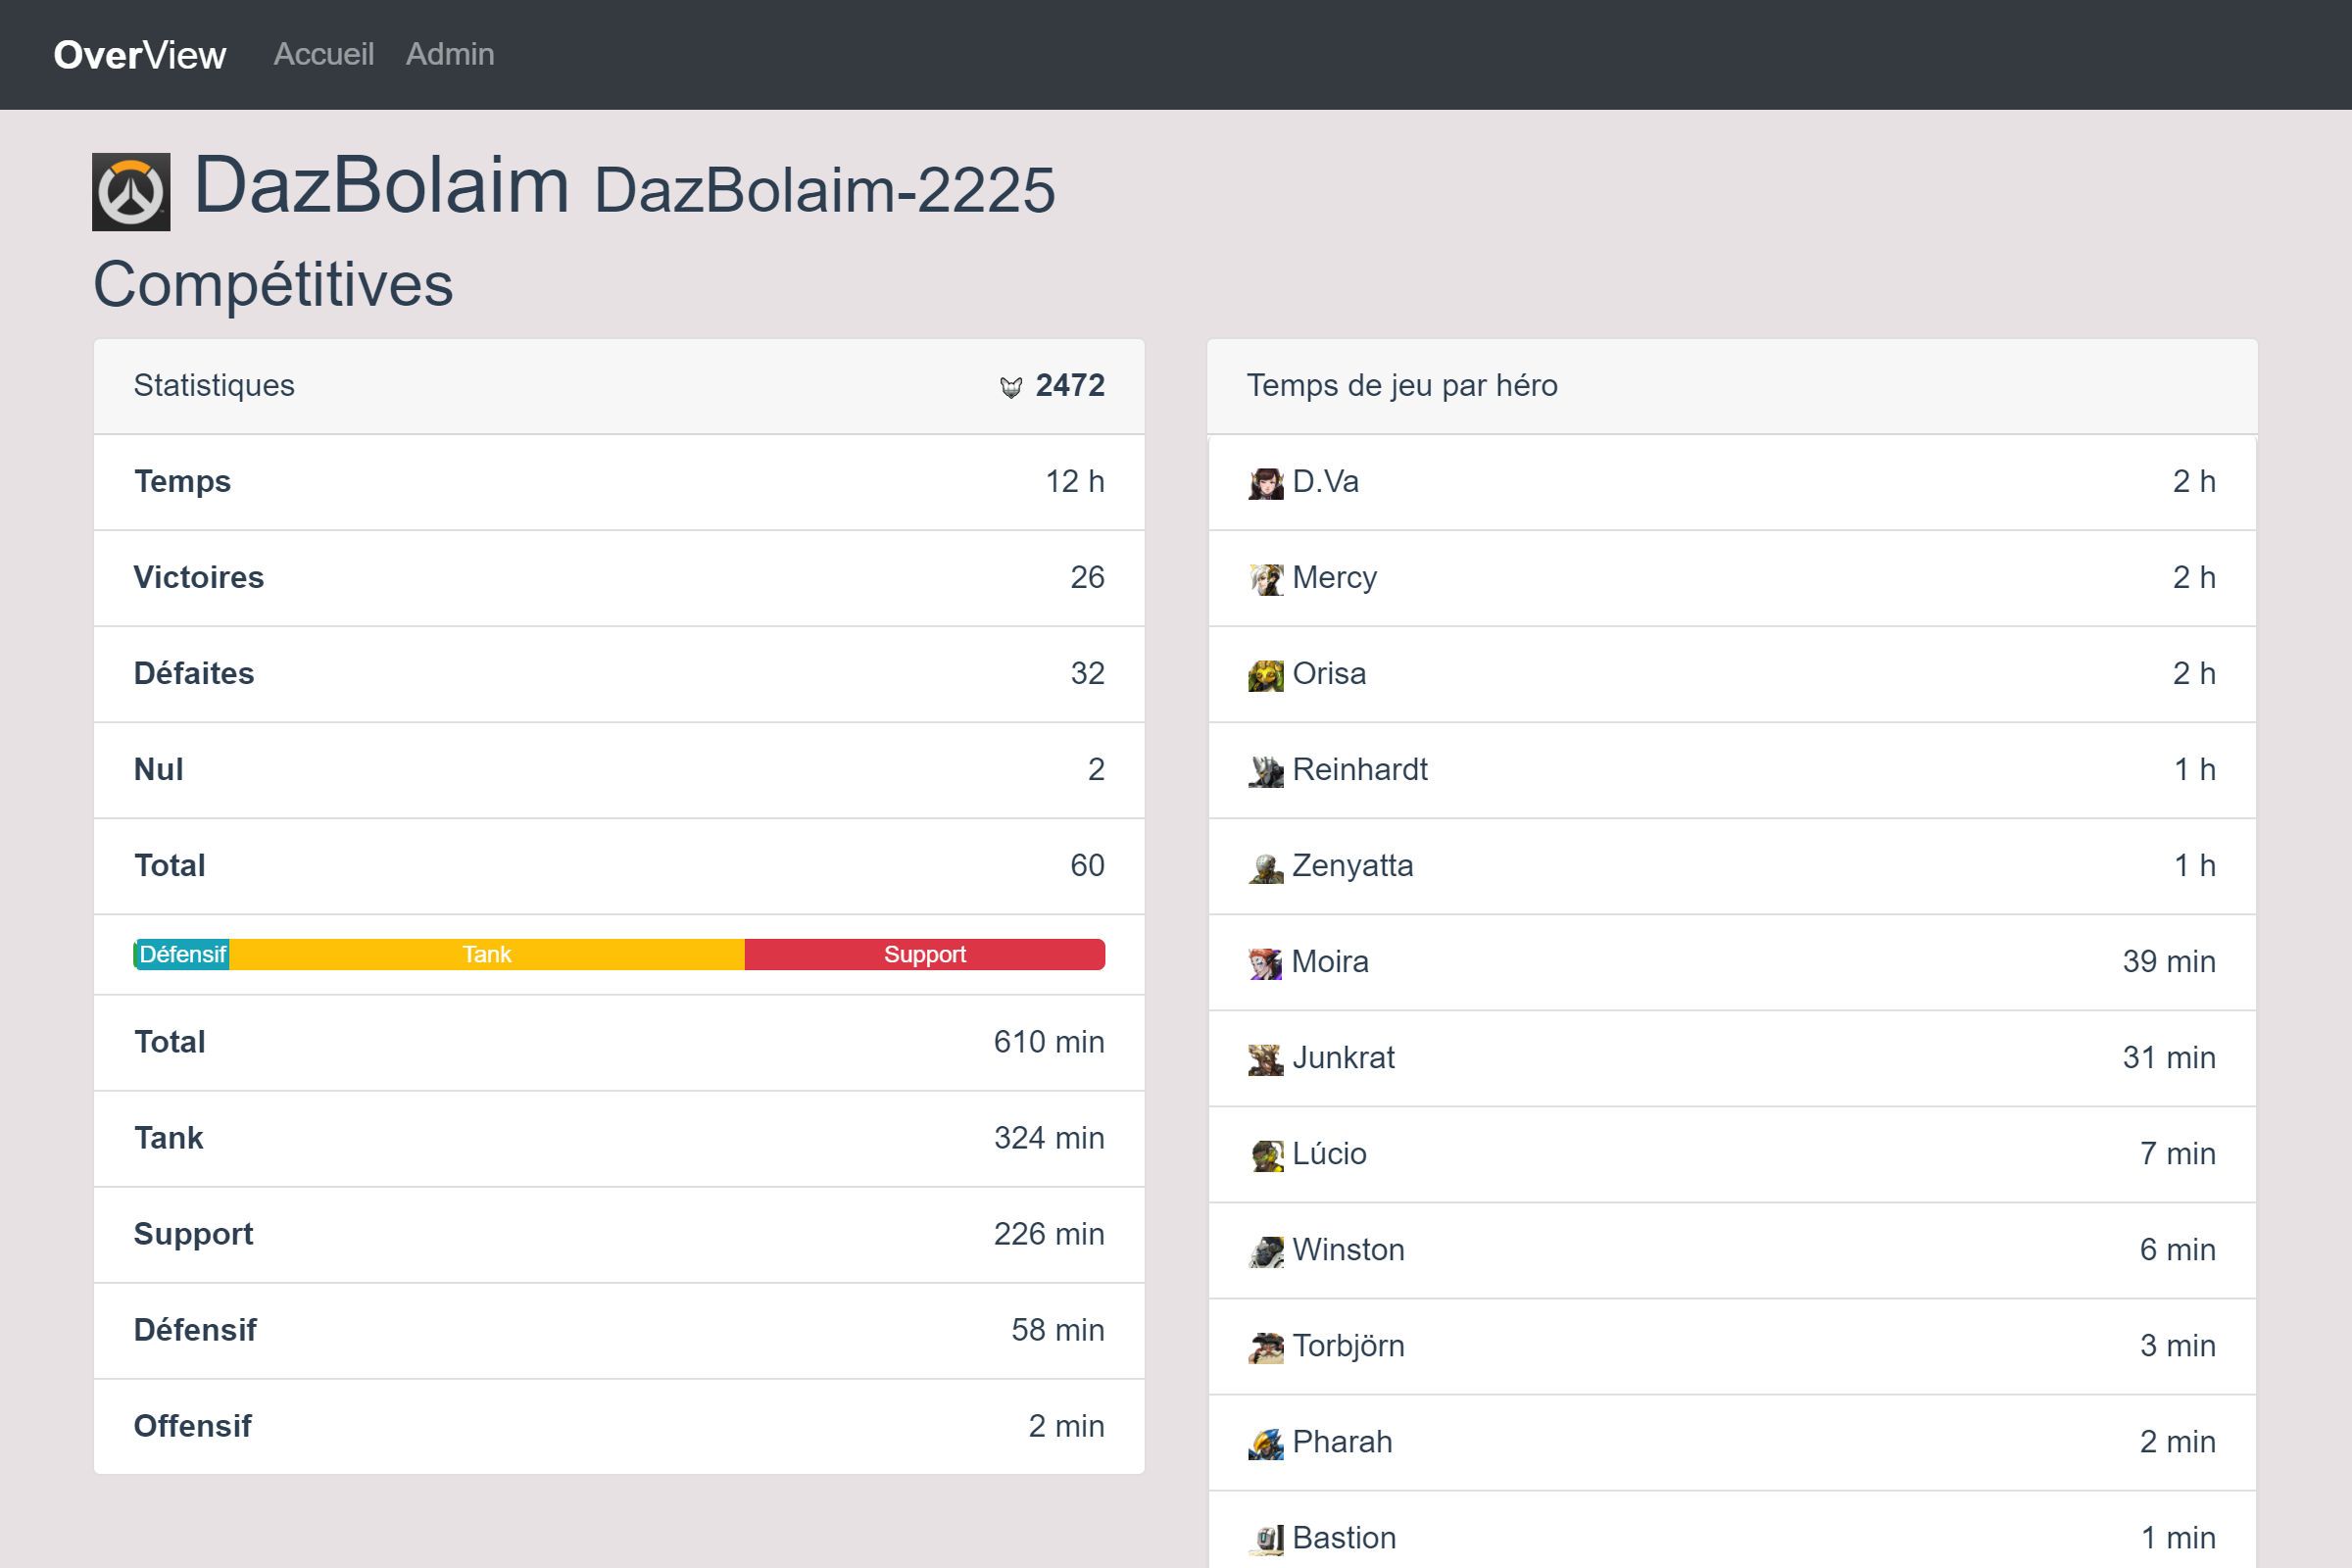 OverView Accueil Admin
DazBolaim DazBolaim-2225
Compétitives
Statistiques 2472
Temps 12 h
Victoires 26
Défaites 32
Nul 2
Total 60
Défensif Tank Support
Total 610 min
Tank 324 min
Support 226 min
Défensif 58 min
Offensif 2 min
Temps de jeu par héro
D.Va 2 h
Mercy 2 h
Orisa 2 h
Reinhardt 1 h
Zenyatta 1 h
Moira 39 min
Junkrat 31 min
Lúcio 7 min
Winston 6 min
Torbjörn 3 min
Pharah 2 min
Bastion 1 min